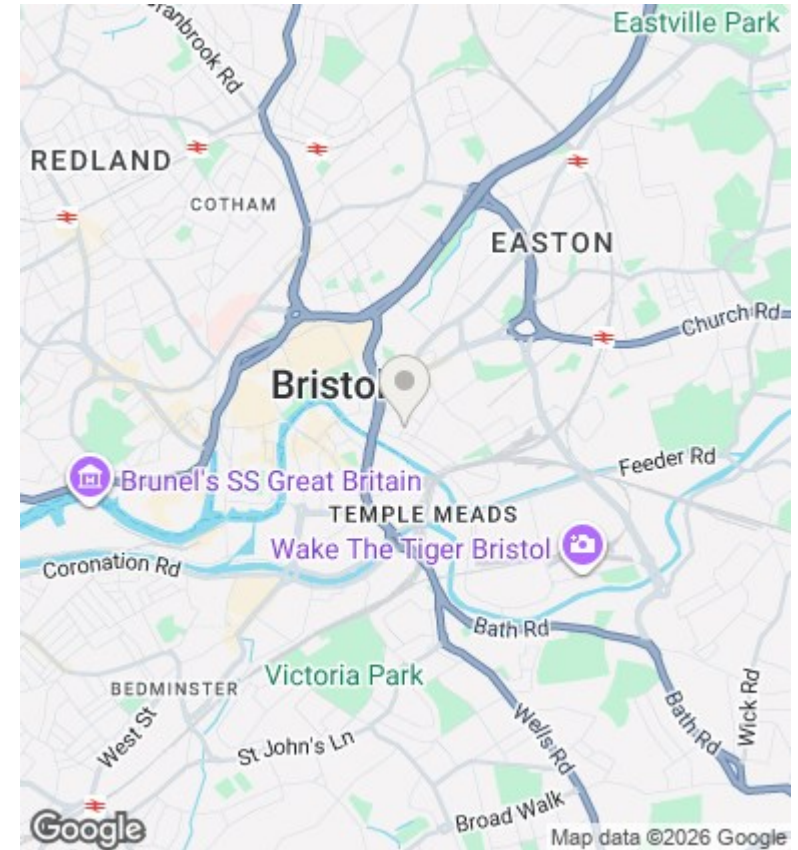 Eastville Park
Cranbrook Rd
REDLAND
COTHAM
EASTON
Church Rd
Bristol
Feeder Rd
Brunel's SS Great Britain
TEMPLE MEADS
Wake The Tiger Bristol
Coronation Rd
Bath Rd
Victoria Park
BEDMINSTER
West St
Wells Rd
Bath Rd
Wick Rd
St John's Ln
Broad Walk
Google
Map data ©2026 Google